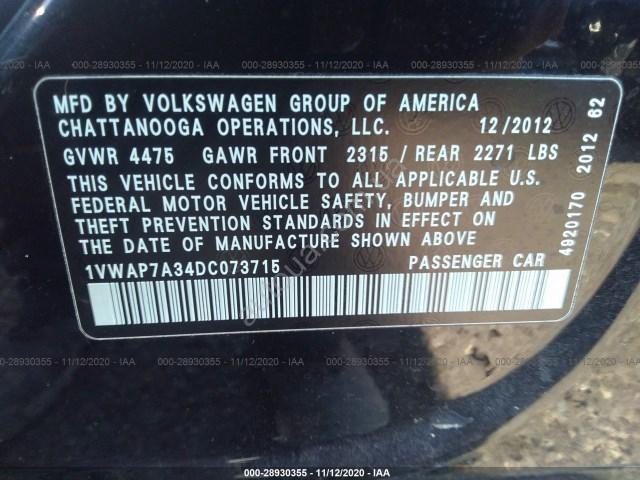 000-28930355 - 11/12/2020 - IAA
MFD BY VOLKSWAGEN GROUP OF AMERICA
CHATTANOOGA OPERATIONS, LLC. 12/2012
GVWR 4475 GAWR FRONT 2315 / REAR 2271 LBS
THIS VEHICLE CONFORMS TO ALL APPLICABLE U.S.
FEDERAL MOTOR VEHICLE SAFETY, BUMPER AND
THEFT PREVENTION STANDARDS IN EFFECT ON
THE DATE OF MANUFACTURE SHOWN ABOVE
1VWAP7A34DC073715 PASSENGER CAR
4920170 2012 62
000-28930355 - 11/12/2020 - IAA
000-28930355 - 11/12/2020 - IAA